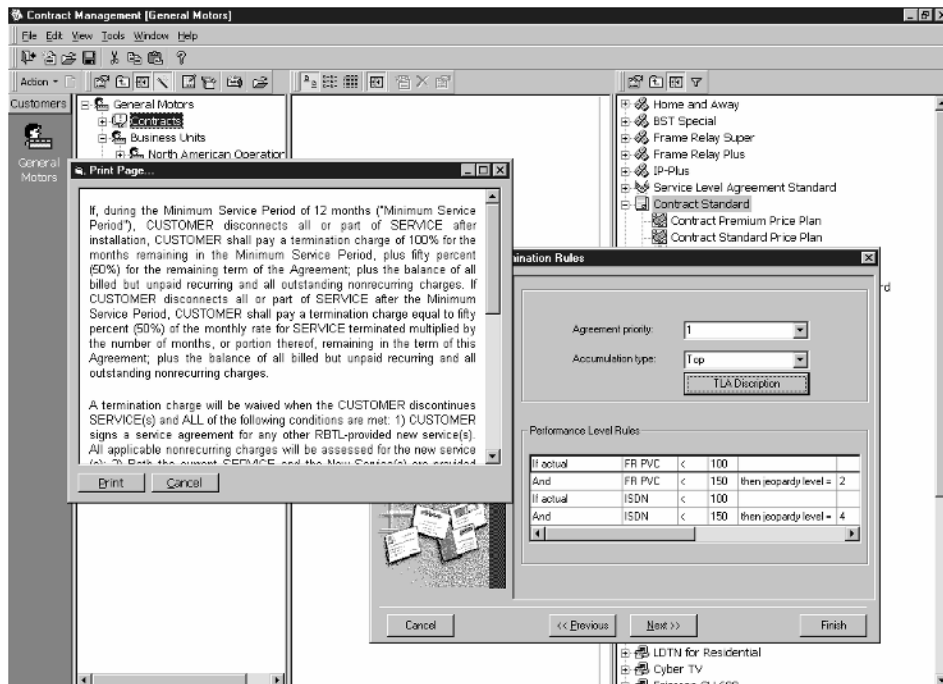 Contract Management [General Motors]
File Edit View Tools Window Help
Action
Customers
General Motors
General Motors
Contracts
Business Units
North American Operation
Home and Away
BST Special
Frame Relay Super
Frame Relay Plus
IP-Plus
Service Level Agreement Standard
Contract Standard
Contract Premium Price Plan
Contract Standard Price Plan
Print Page...
If, during the Minimum Service Period of 12 months ("Minimum Service
Period"), CUSTOMER disconnects all or part of SERVICE after
installation, CUSTOMER shall pay a termination charge of 100% for the
months remaining in the Minimum Service Period, plus fifty percent
(50%) for the remaining term of the Agreement; plus the balance of all
billed but unpaid recurring and all outstanding nonrecurring charges. If
CUSTOMER disconnects all or part of SERVICE after the Minimum
Service Period, CUSTOMER shall pay a termination charge equal to fifty
percent (50%) of the monthly rate for SERVICE terminated multiplied by
the number of months, or portion thereof, remaining in the term of this
Agreement; plus the balance of all billed but unpaid recurring and all
outstanding nonrecurring charges.
A termination charge will be waived when the CUSTOMER discontinues
SERVICE(s) and ALL of the following conditions are met: 1) CUSTOMER
signs a service agreement for any other RBTL-provided new service(s).
All applicable nonrecurring charges will be assessed for the new service
(s); 2) Both the current SERVICE and the New Service(s) are provided
Print Cancel
mination Rules
rd
Agreement priority: 1
Accumulation type: Top
TLA Discription
Performance Level Rules
If actual FR PVC < 100
And FR PVC < 150 then jeopardy level = 2
If actual ISDN < 100
And ISDN < 150 then jeopardy level = 4
Cancel << Previous Next >> Finish
LDTN for Residential
Cyber TV